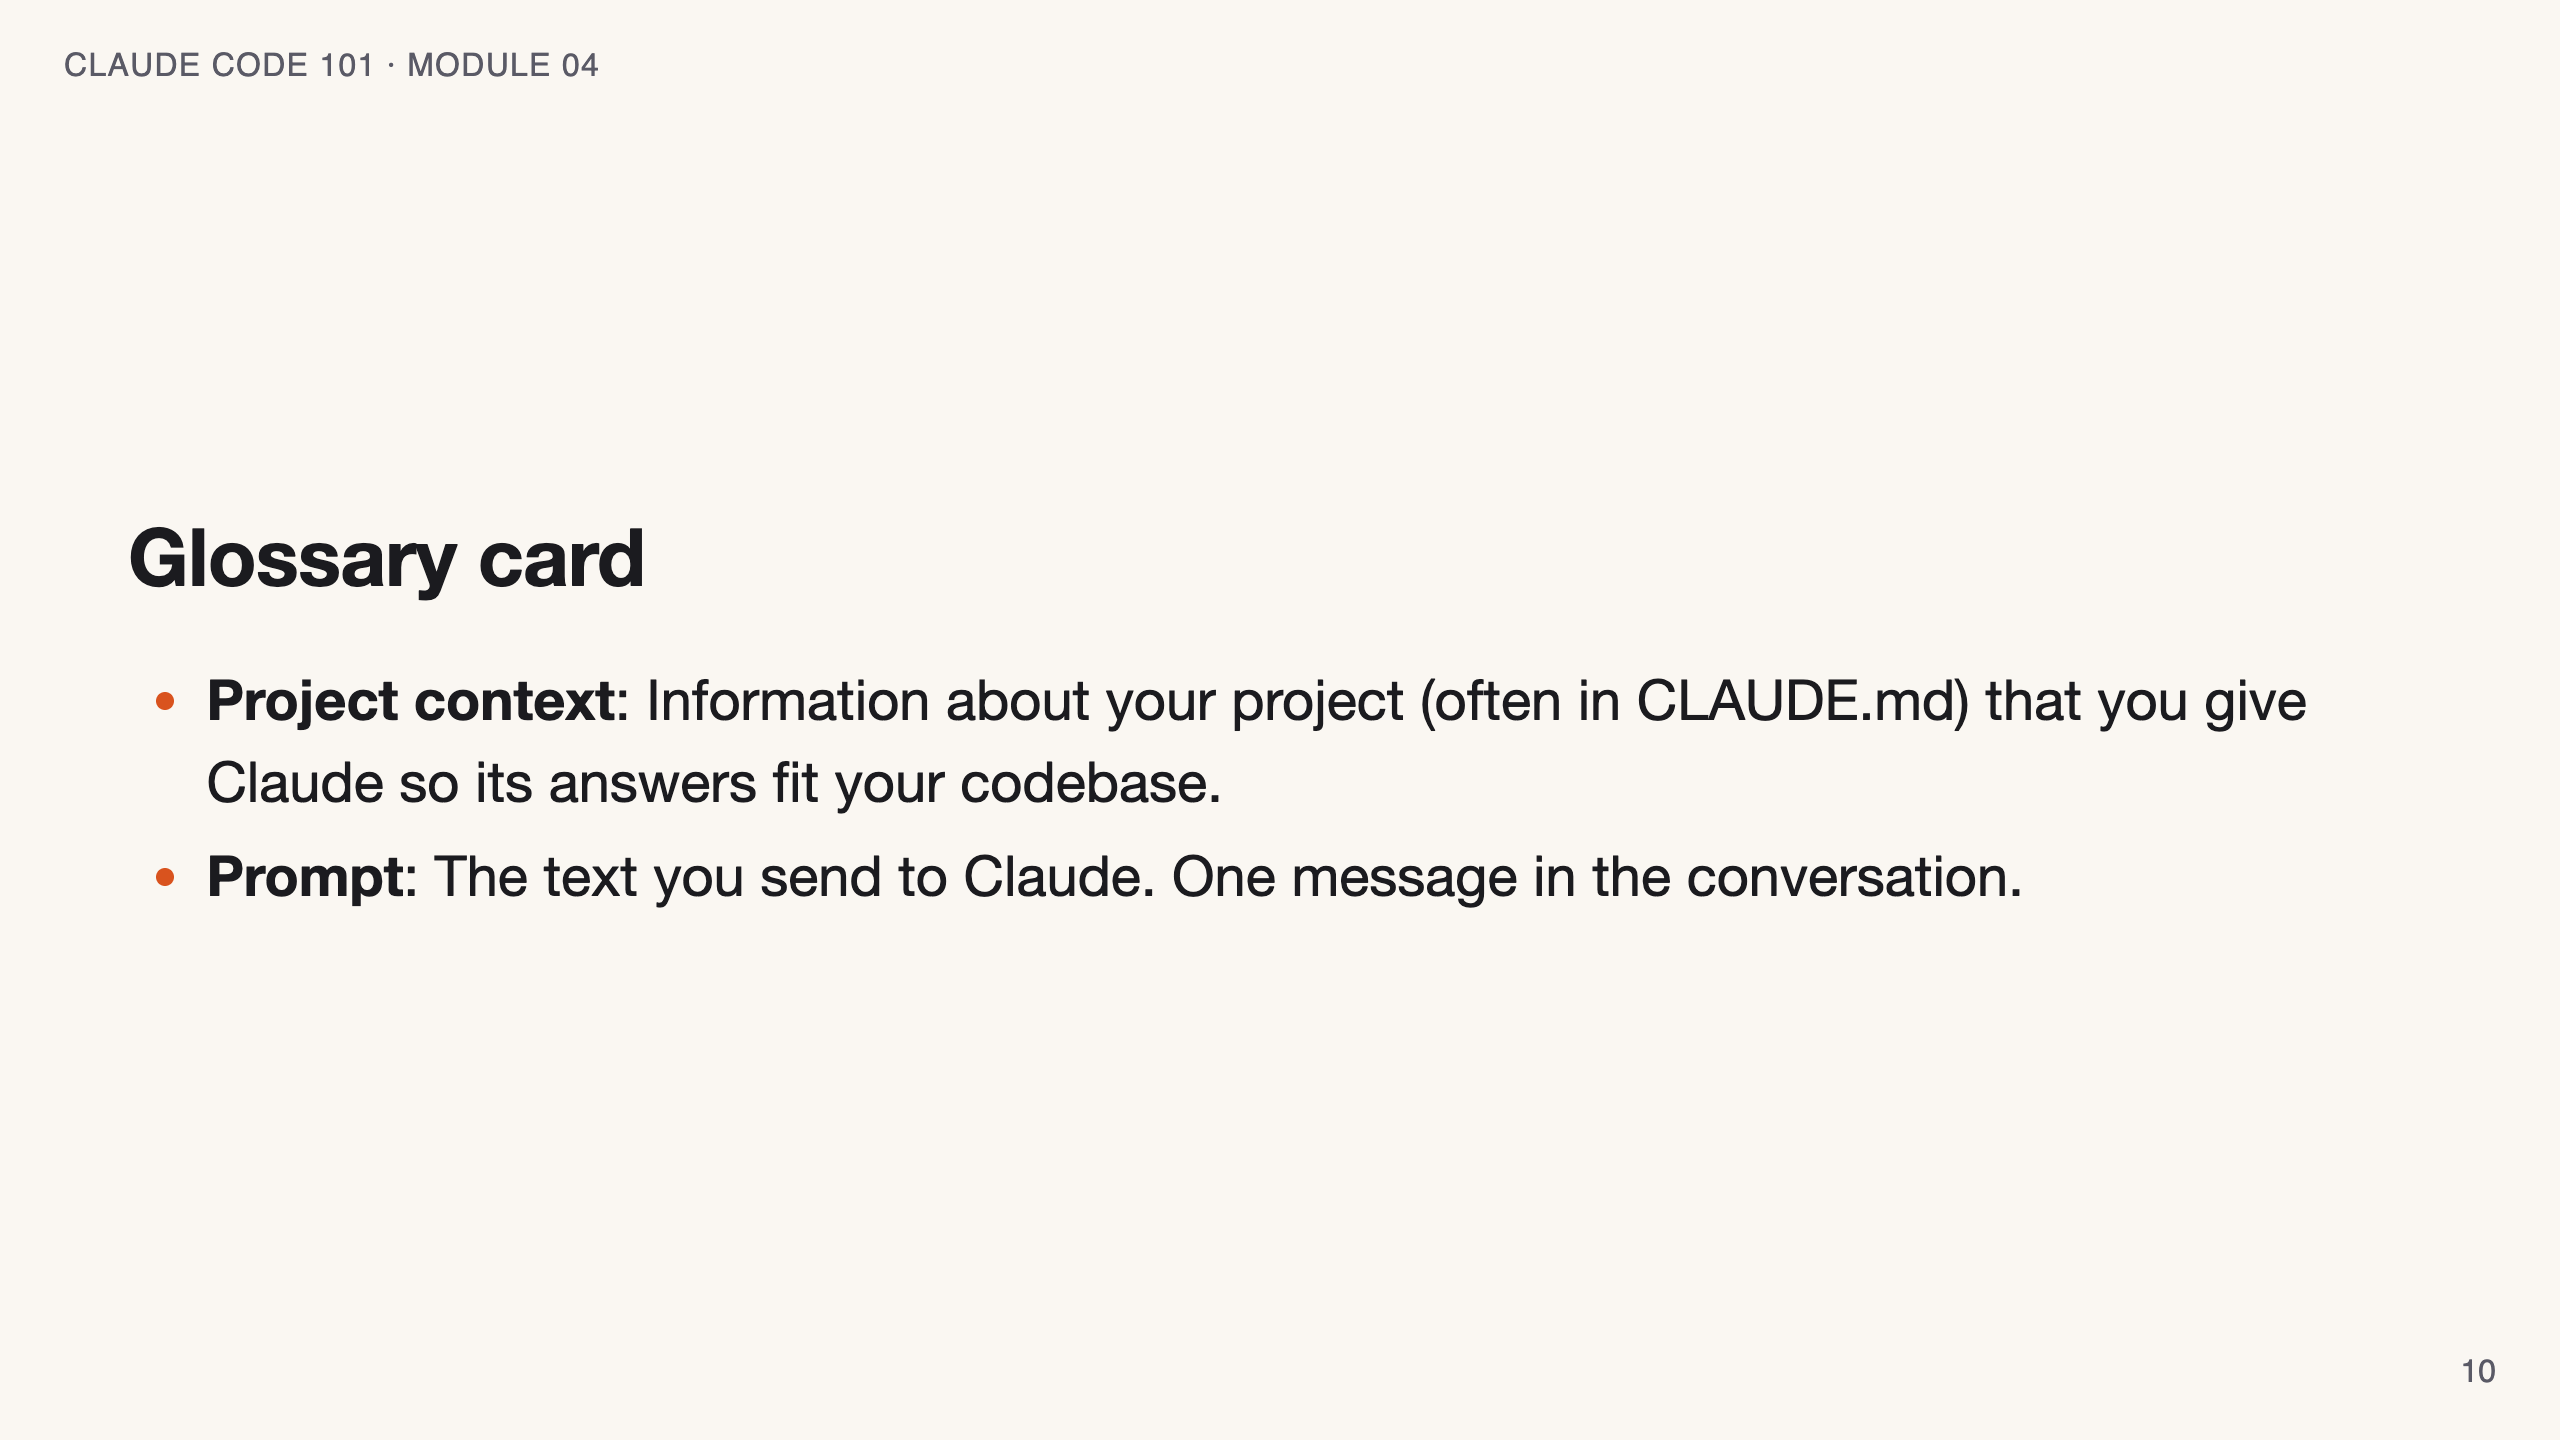 CLAUDE CODE 101 · MODULE 04
Glossary card
• Project context: Information about your project (often in CLAUDE.md) that you give
Claude so its answers fit your codebase.
• Prompt: The text you send to Claude. One message in the conversation.
10